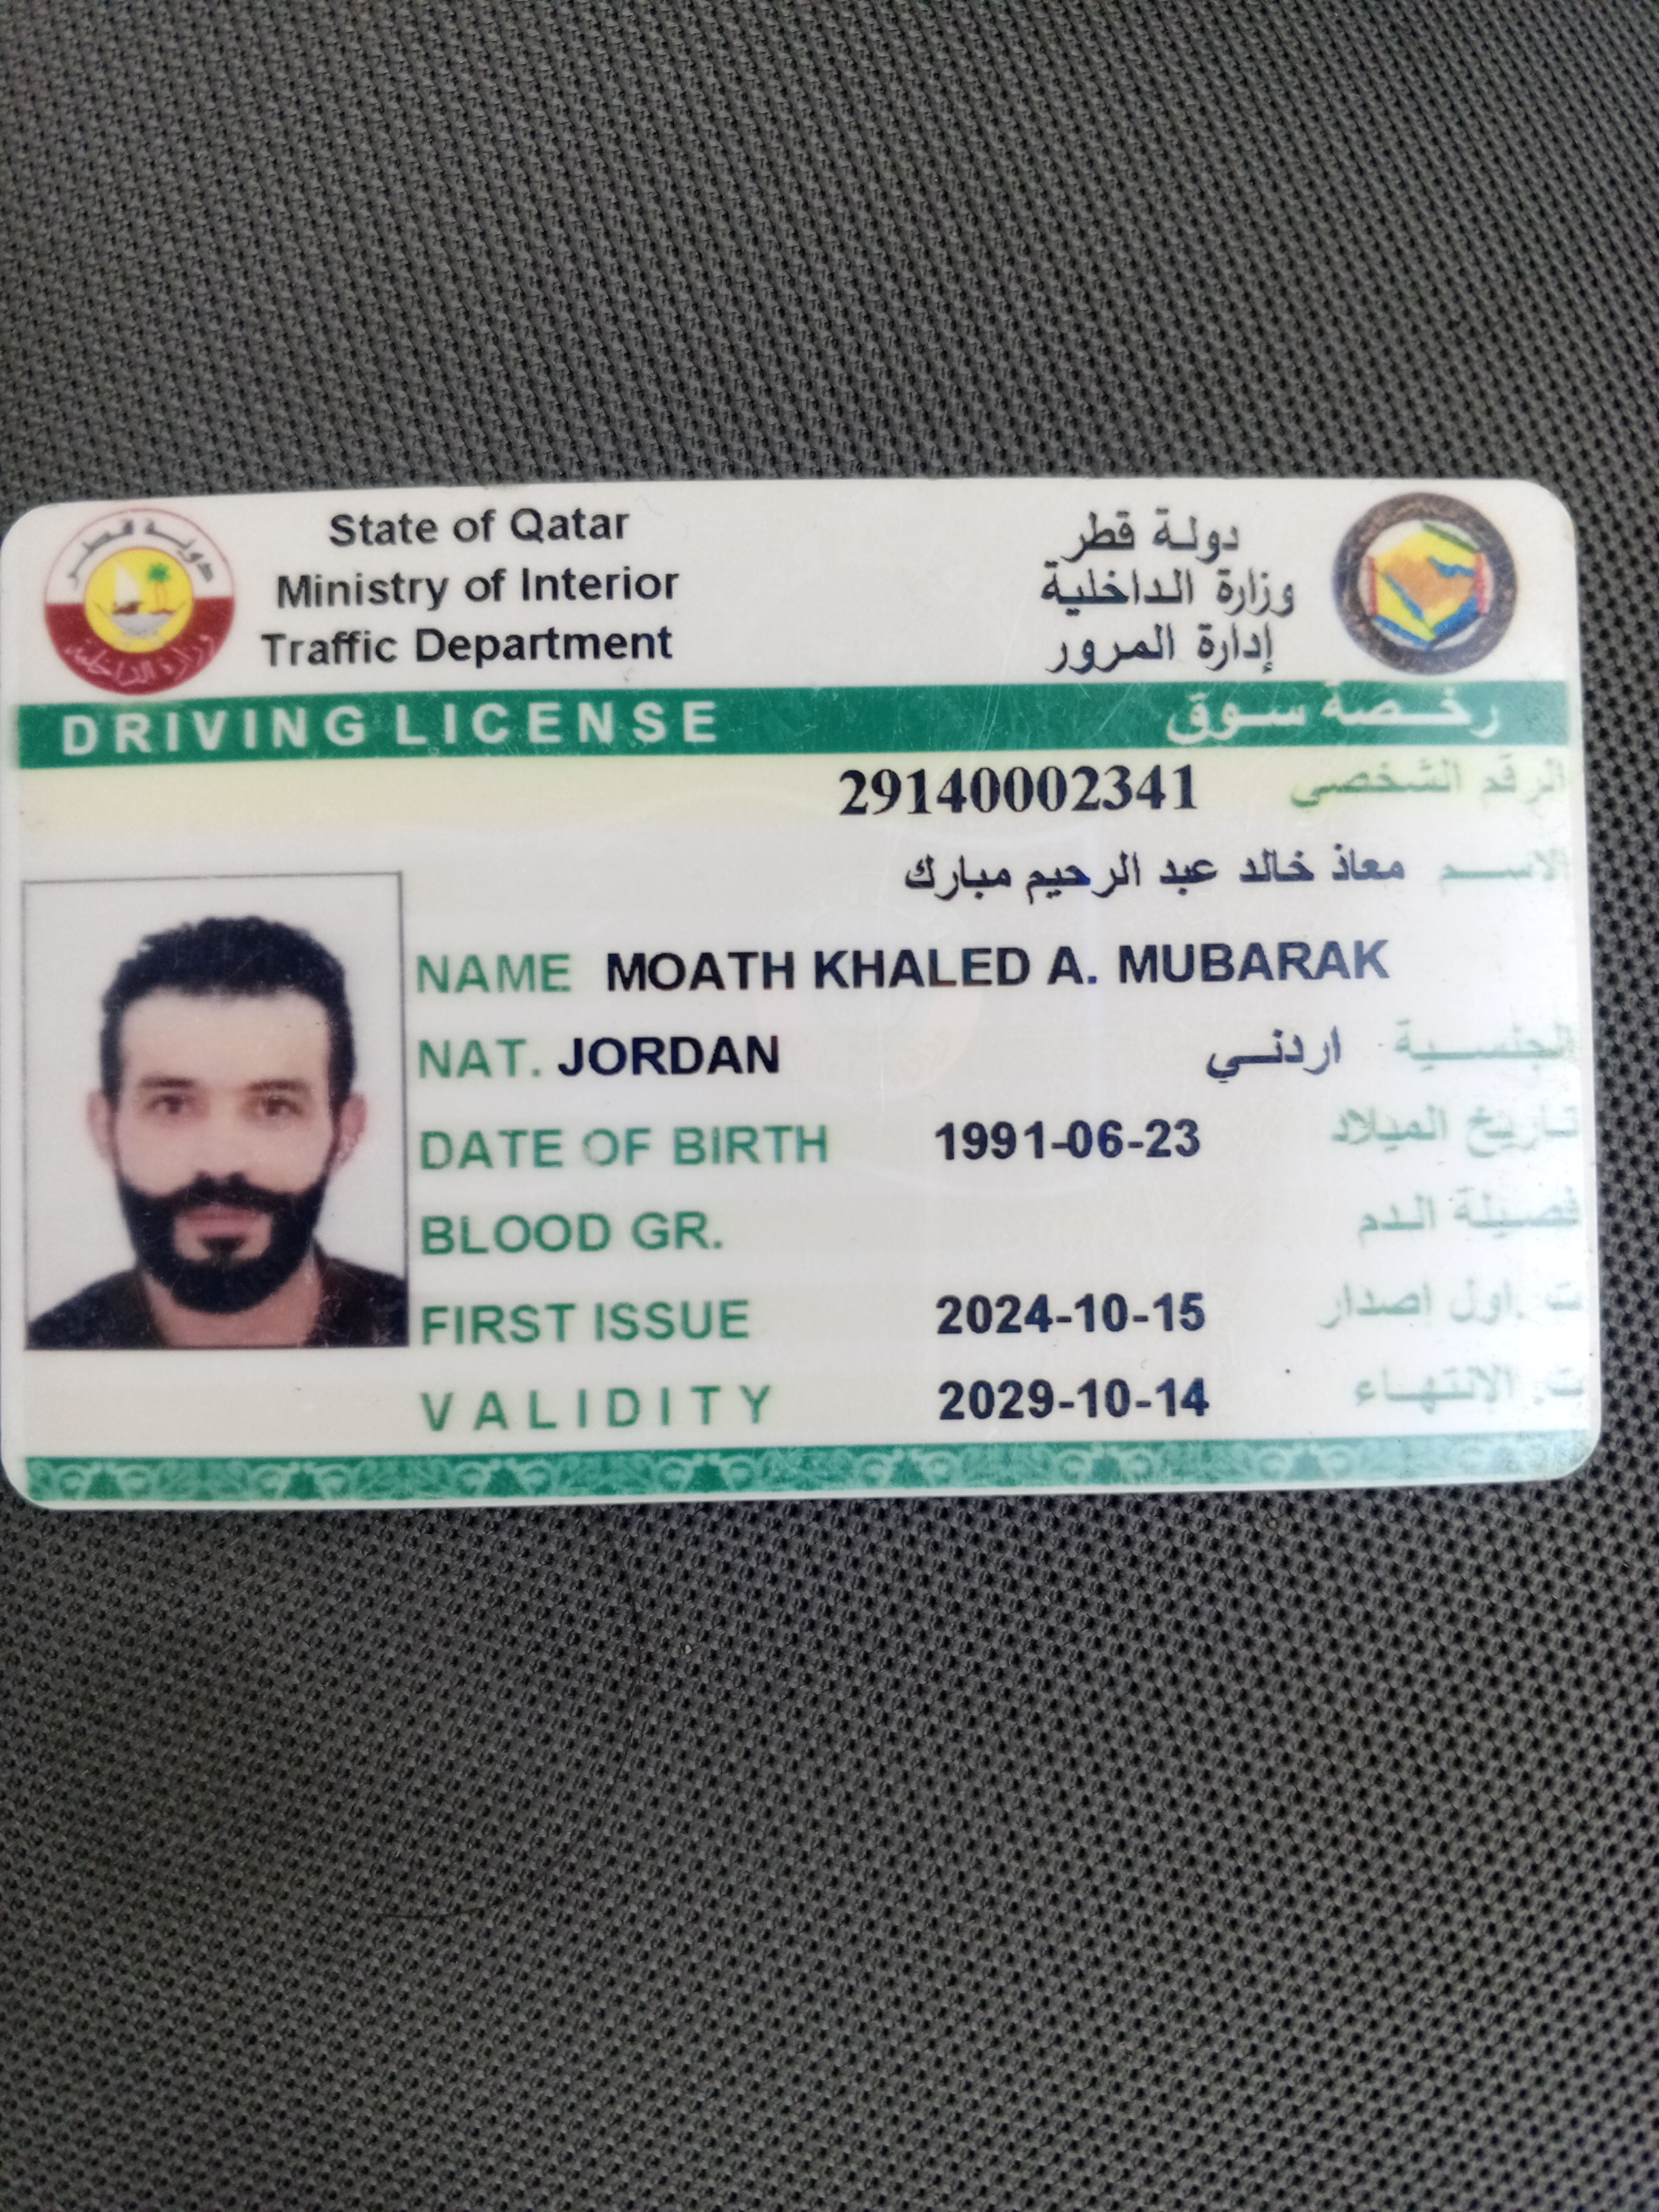 State of Qatar دولة قطر
Ministry of Interior وزارة الداخلية
Traffic Department إدارة المرور
دولة قطر
وزارة الداخلية
DRIVING LICENSE رخصة سوق
29140002341 الرقم الشخصي
الاسم معاذ خالد عبد الرحيم مبارك
NAME MOATH KHALED A. MUBARAK
NAT. JORDAN اردني الجنسية
DATE OF BIRTH 1991-06-23 تاريخ الميلاد
BLOOD GR. فصيلة الدم
FIRST ISSUE 2024-10-15 ت .اول إصدار
VALIDITY 2029-10-14 ت. الانتهاء